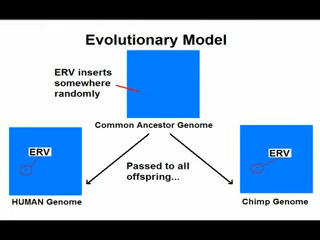 Evolutionary Model
ERV inserts
somewhere
randomly
Common Ancestor Genome
ERV
ERV
Passed to all
offspring...
HUMAN Genome
Chimp Genome